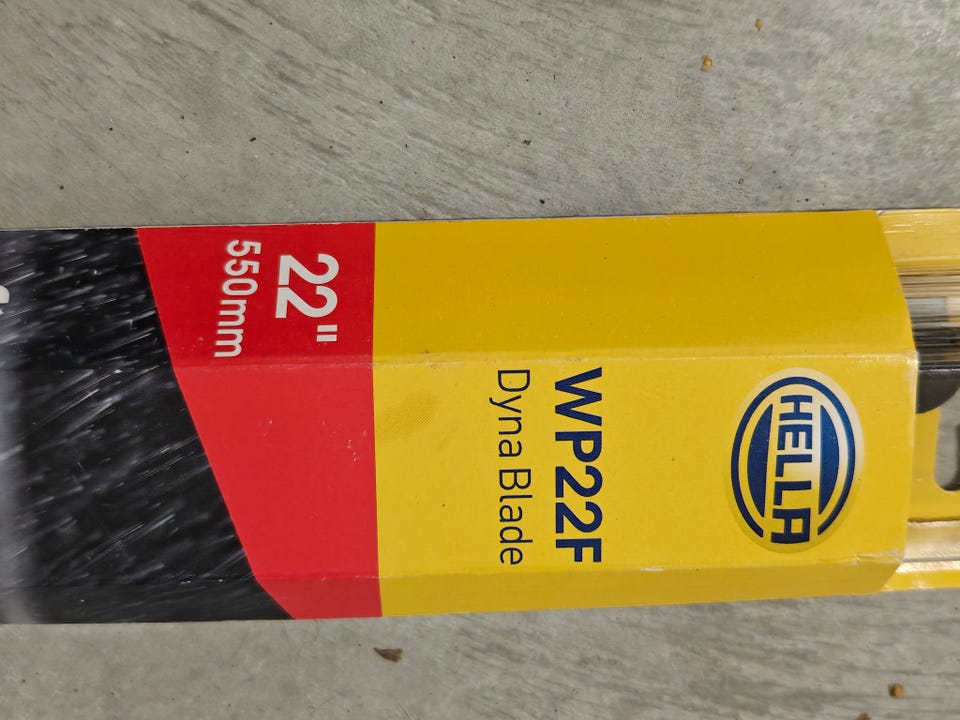 HELLA
WP22F
Dyna Blade
22"
550mm